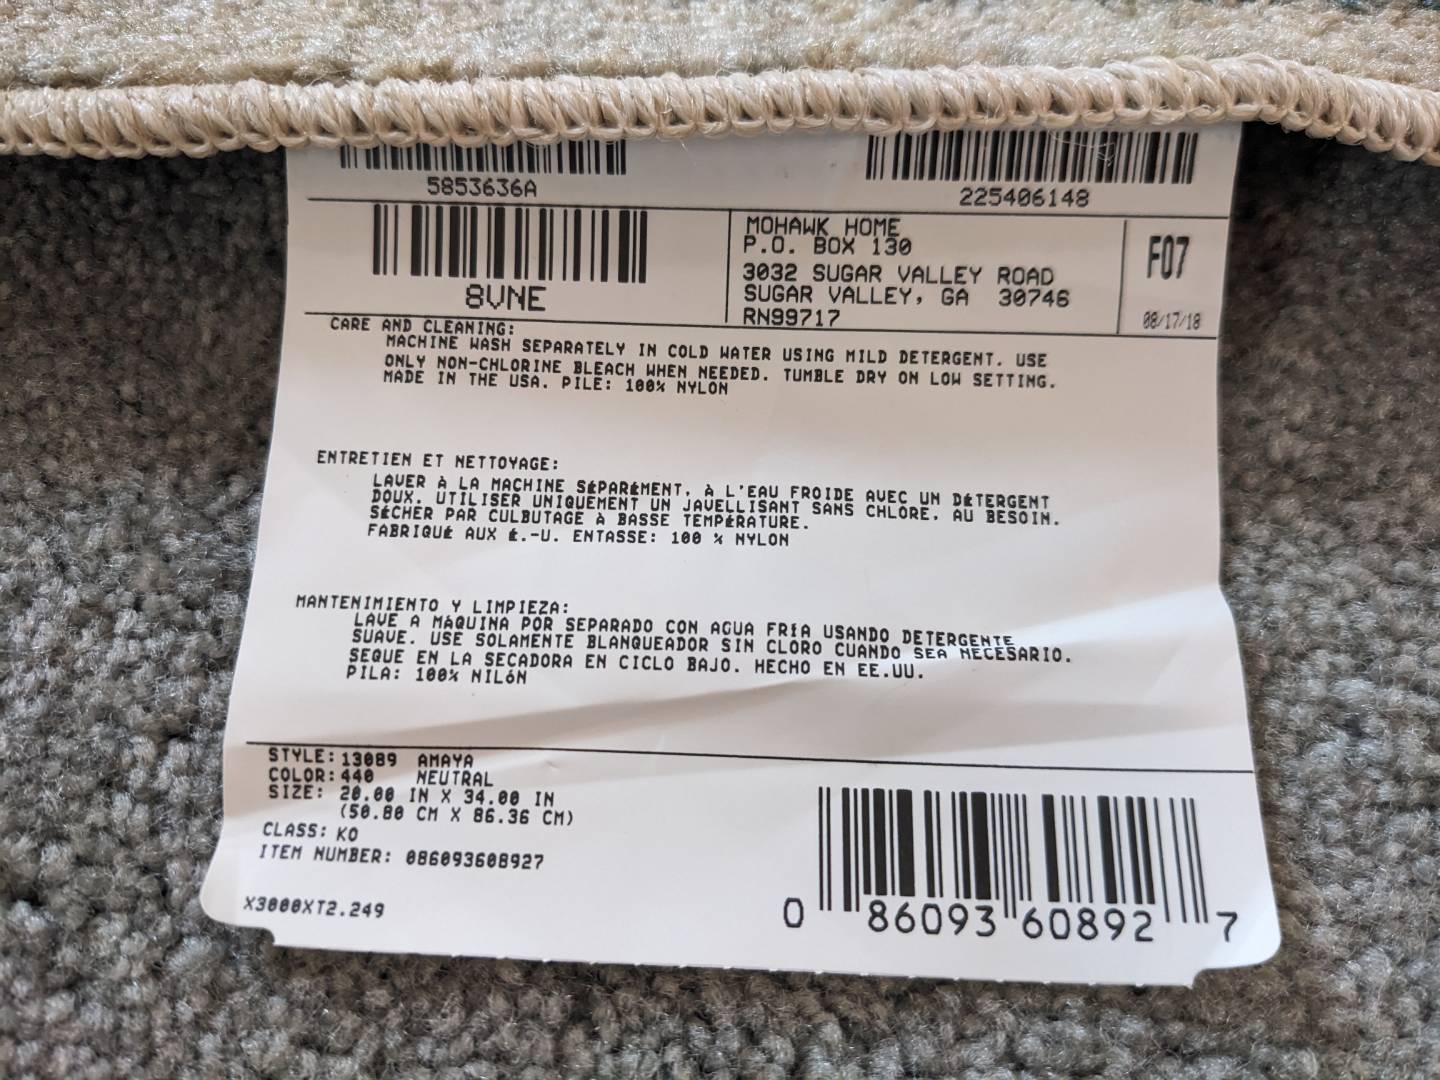 5853636A
225406148
8VNE
MOHAWK HOME
P.O. BOX 130
3032 SUGAR VALLEY ROAD
SUGAR VALLEY, GA 30746
RN99717
F07
08/17/18
CARE AND CLEANING:
MACHINE WASH SEPARATELY IN COLD WATER USING MILD DETERGENT. USE
ONLY NON-CHLORINE BLEACH WHEN NEEDED. TUMBLE DRY ON LOW SETTING.
MADE IN THE USA. PILE: 100% NYLON
ENTRETIEN ET NETTOYAGE:
LAVER à LA MACHINE SéPARéMENT, à L'EAU FROIDE AVEC UN DéTERGENT
DOUX. UTILISER UNIQUEMENT UN JAVELLISANT SANS CHLORE, AU BESOIN.
SéCHER PAR CULBUTAGE à BASSE TEMPéRATURE.
FABRIQUé AUX é.-U. ENTASSE: 100 % NYLON
MANTENIMIENTO Y LIMPIEZA:
LAVE A MáQUINA POR SEPARADO CON AGUA FRíA USANDO DETERGENTE
SUAVE. USE SOLAMENTE BLANQUEADOR SIN CLORO CUANDO SEA NECESARIO.
SEQUE EN LA SECADORA EN CICLO BAJO. HECHO EN EE.UU.
PILA: 100% NILóN
STYLE: 13089 AMAYA
COLOR: 440 NEUTRAL
SIZE: 20.00 IN X 34.00 IN
(50.80 CM X 86.36 CM)
CLASS: KO
ITEM NUMBER: 086093608927
X3000XT2.249
0 86093 60892 7